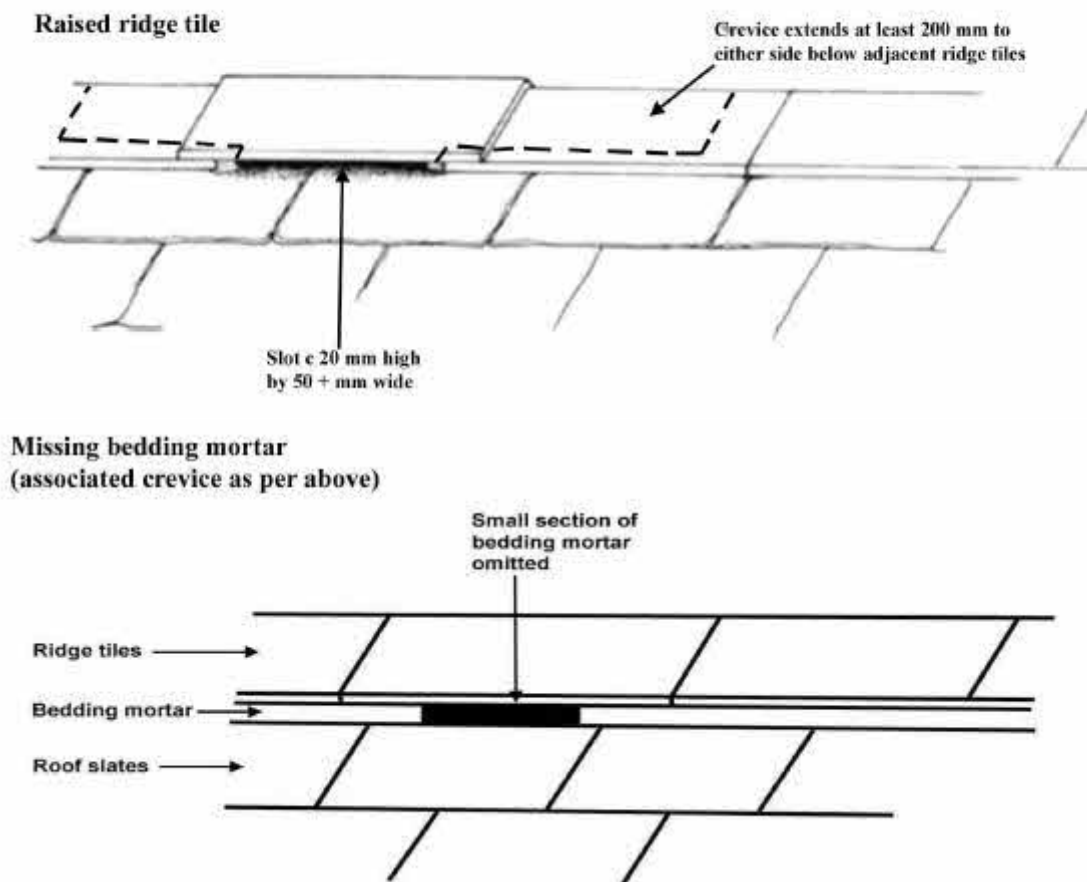 Raised ridge tile
Crevice extends at least 200 mm to
either side below adjacent ridge tiles
Slot c 20 mm high
by 50 + mm wide
Missing bedding mortar
(associated crevice as per above)
Small section of
bedding mortar
omitted
Ridge tiles
Bedding mortar
Roof slates